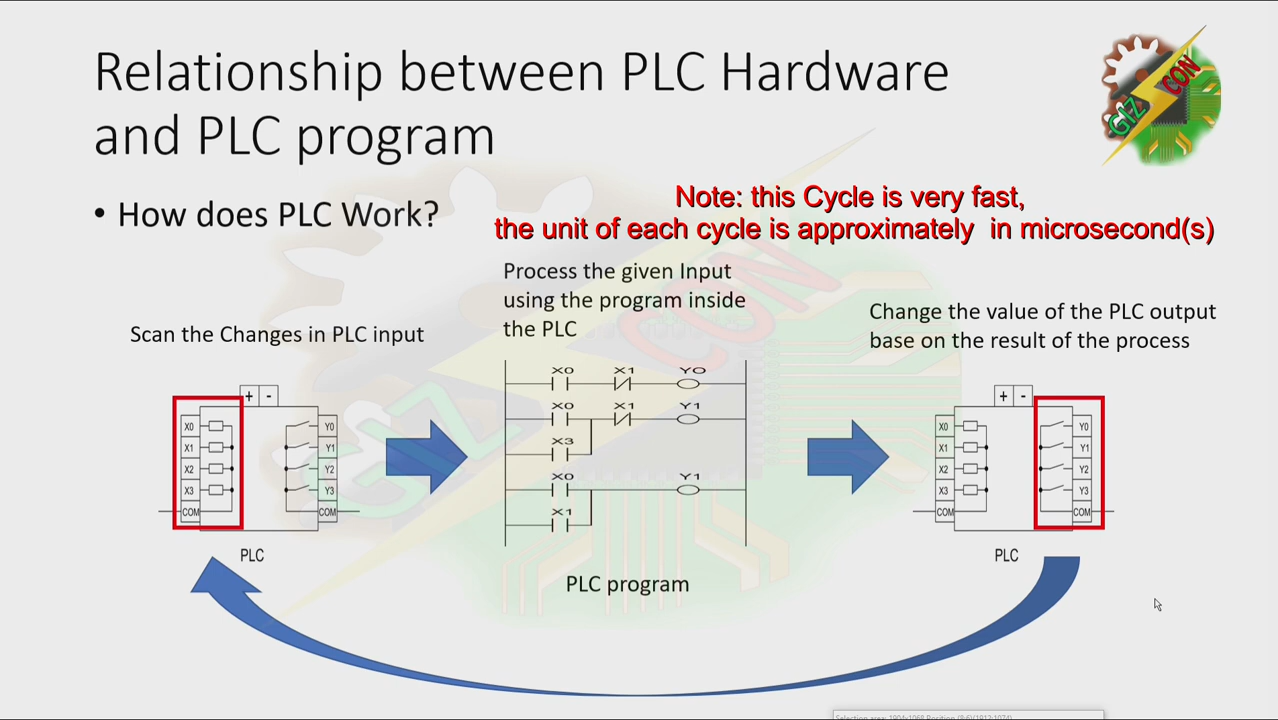 Relationship between PLC Hardware
and PLC program
GIZ
CON
• How does PLC Work?
Note: this Cycle is very fast,
the unit of each cycle is approximately in microsecond(s)
Scan the Changes in PLC input
Process the given Input
using the program inside
the PLC
Change the value of the PLC output
base on the result of the process
+ -
X0 Y0
X1 Y1
X2 Y2
X3 Y3
COM COM
PLC
X0 X1 Y0
X0 X1 Y1
X3
X0 Y1
X1
PLC program
+ -
X0 Y0
X1 Y1
X2 Y2
X3 Y3
COM COM
PLC
CON